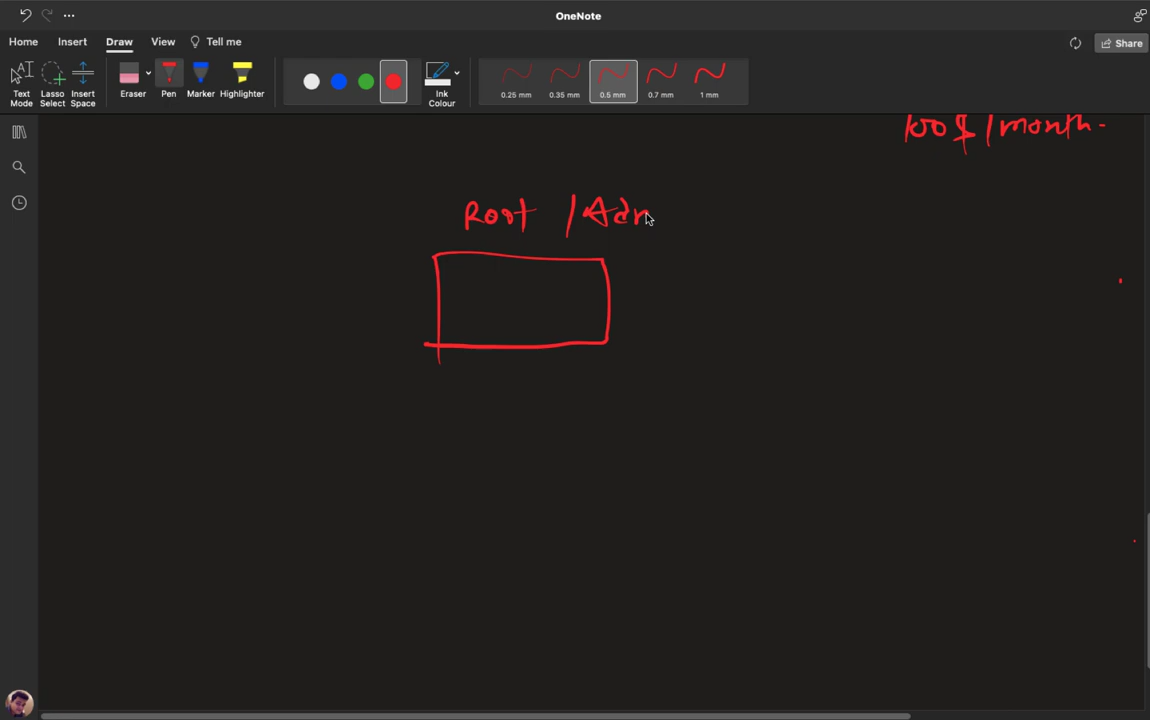 OneNote
Home Insert Draw View Tell me
Share
Text Mode
Lasso Select
Insert Space
Eraser
Pen
Marker
Highlighter
Ink Colour
0.25 mm
0.35 mm
0.5 mm
0.7 mm
1 mm
100$ / month.
Root / Adm